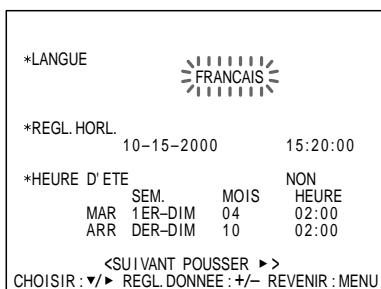 *LANGUE
FRANCAIS
*REGL. HORL.
10–15–2000 15:20:00
*HEURE D'ETE NON
SEM. MOIS HEURE
MAR 1ER–DIM 04 02:00
ARR DER–DIM 10 02:00
<SUIVANT POUSSER ►>
CHOISIR : ▼/► REGL. DONNEE : +/– REVENIR : MENU